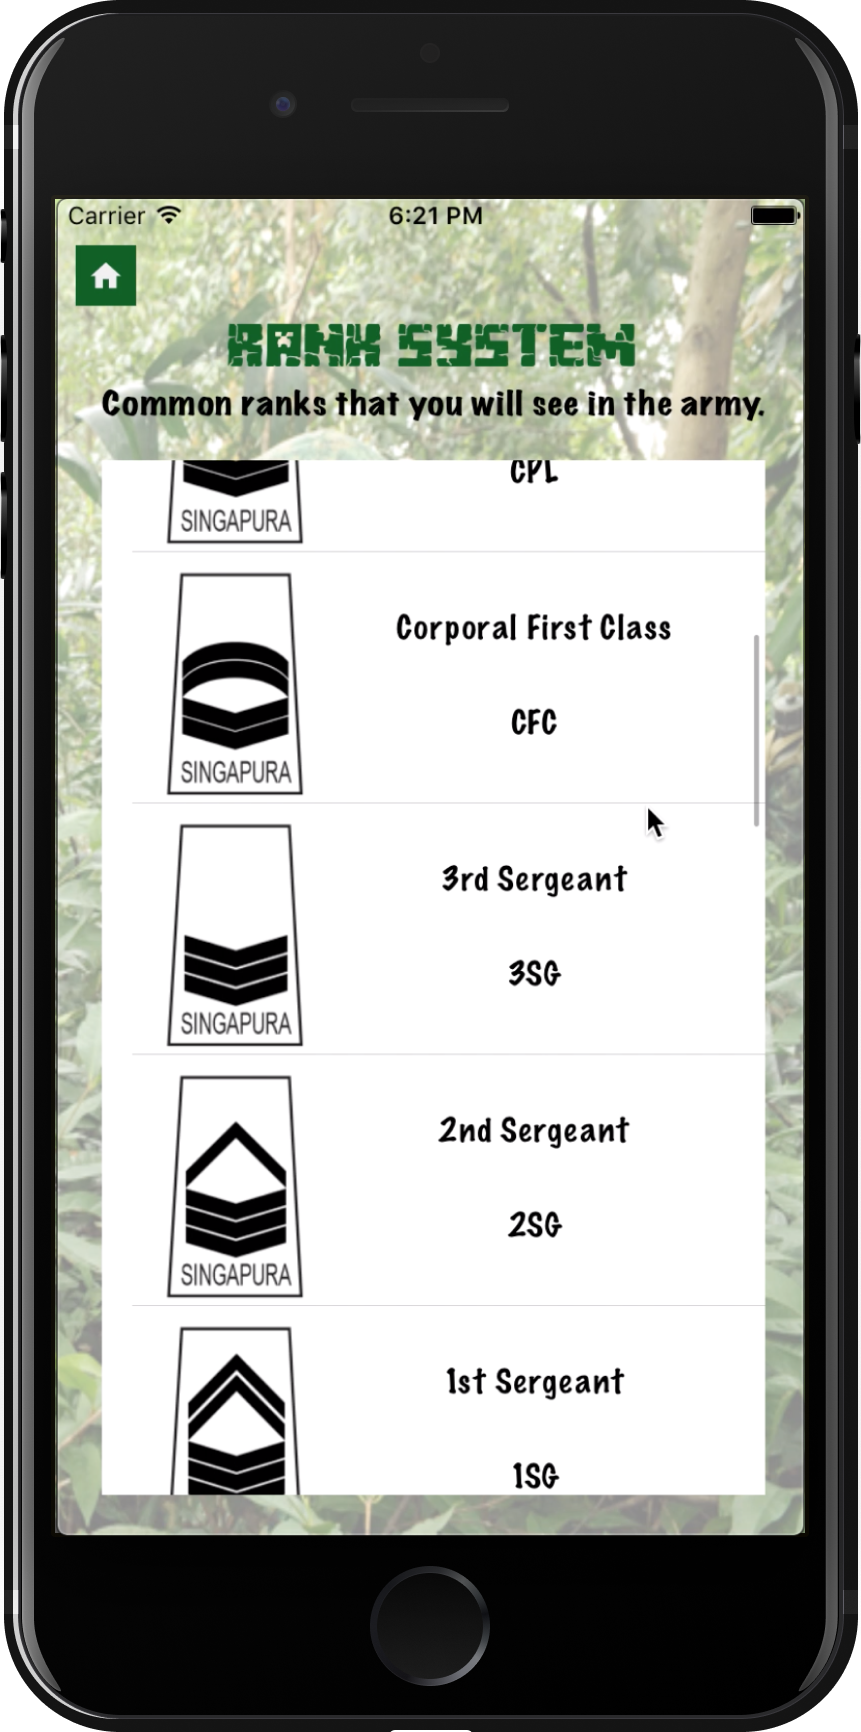 Carrier 6:21 PM
RANK SYSTEM
Common ranks that you will see in the army.
CPL
SINGAPURA
Corporal First Class
CFC
SINGAPURA
3rd Sergeant
3SG
SINGAPURA
2nd Sergeant
2SG
SINGAPURA
1st Sergeant
1SG